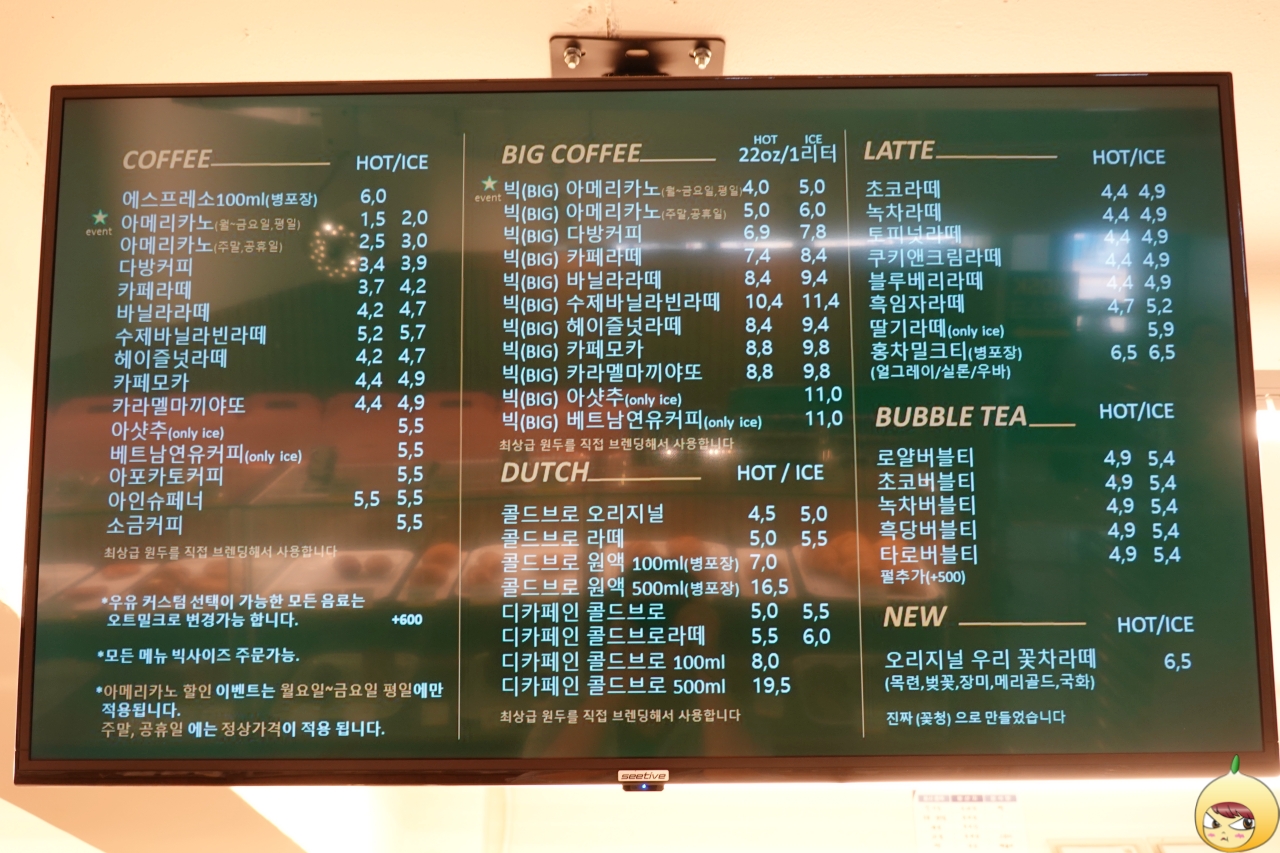 COFFEE HOT/ICE
에스프레소100ml(병포장) 6,0
event 아메리카노(월~금요일,평일) 1,5 2,0
아메리카노(주말,공휴일) 2,5 3,0
다방커피 3,4 3,9
카페라떼 3,7 4,2
바닐라라떼 4,2 4,7
수제바닐라빈라떼 5,2 5,7
헤이즐넛라떼 4,2 4,7
카페모카 4,4 4,9
카라멜마끼야또 4,4 4,9
아샷추(only ice) 5,5
베트남연유커피(only ice) 5,5
아포카토커피 5,5
아인슈페너 5,5 5,5
소금커피 5,5
최상급 원두를 직접 브렌딩해서 사용합니다
*우유 커스텀 선택이 가능한 모든 음료는
오트밀크로 변경가능 합니다. +600
*모든 메뉴 빅사이즈 주문가능.
*아메리카노 할인 이벤트는 월요일~금요일 평일에만
적용됩니다.
주말, 공휴일 에는 정상가격이 적용 됩니다.
HOT ICE
BIG COFFEE 22oz/1리터
event 빅(BIG) 아메리카노(월~금요일,평일) 4,0 5,0
빅(BIG) 아메리카노(주말,공휴일) 5,0 6,0
빅(BIG) 다방커피 6,9 7,8
빅(BIG) 카페라떼 7,4 8,4
빅(BIG) 바닐라라떼 8,4 9,4
빅(BIG) 수제바닐라빈라떼 10,4 11,4
빅(BIG) 헤이즐넛라떼 8,4 9,4
빅(BIG) 카페모카 8,8 9,8
빅(BIG) 카라멜마끼야또 8,8 9,8
빅(BIG) 아샷추(only ice) 11,0
빅(BIG) 베트남연유커피(only ice) 11,0
최상급 원두를 직접 브렌딩해서 사용합니다
DUTCH HOT / ICE
콜드브로 오리지널 4,5 5,0
콜드브로 라떼 5,0 5,5
콜드브로 원액 100ml(병포장) 7,0
콜드브로 원액 500ml(병포장) 16,5
디카페인 콜드브로 5,0 5,5
디카페인 콜드브로라떼 5,5 6,0
디카페인 콜드브로 100ml 8,0
디카페인 콜드브로 500ml 19,5
최상급 원두를 직접 브렌딩해서 사용합니다
LATTE HOT/ICE
초코라떼 4,4 4,9
녹차라떼 4,4 4,9
토피넛라떼 4,4 4,9
쿠키앤크림라떼 4,4 4,9
블루베리라떼 4,4 4,9
흑임자라떼 4,7 5,2
딸기라떼(only ice) 5,9
홍차밀크티(병포장) 6,5 6,5
(얼그레이/실론/우바)
BUBBLE TEA HOT/ICE
로얄버블티 4,9 5,4
초코버블티 4,9 5,4
녹차버블티 4,9 5,4
흑당버블티 4,9 5,4
타로버블티 4,9 5,4
펄추가(+500)
NEW HOT/ICE
오리지널 우리 꽃차라떼 6,5
(목련,벚꽃,장미,메리골드,국화)
진짜 (꽃청) 으로 만들었습니다
seetive